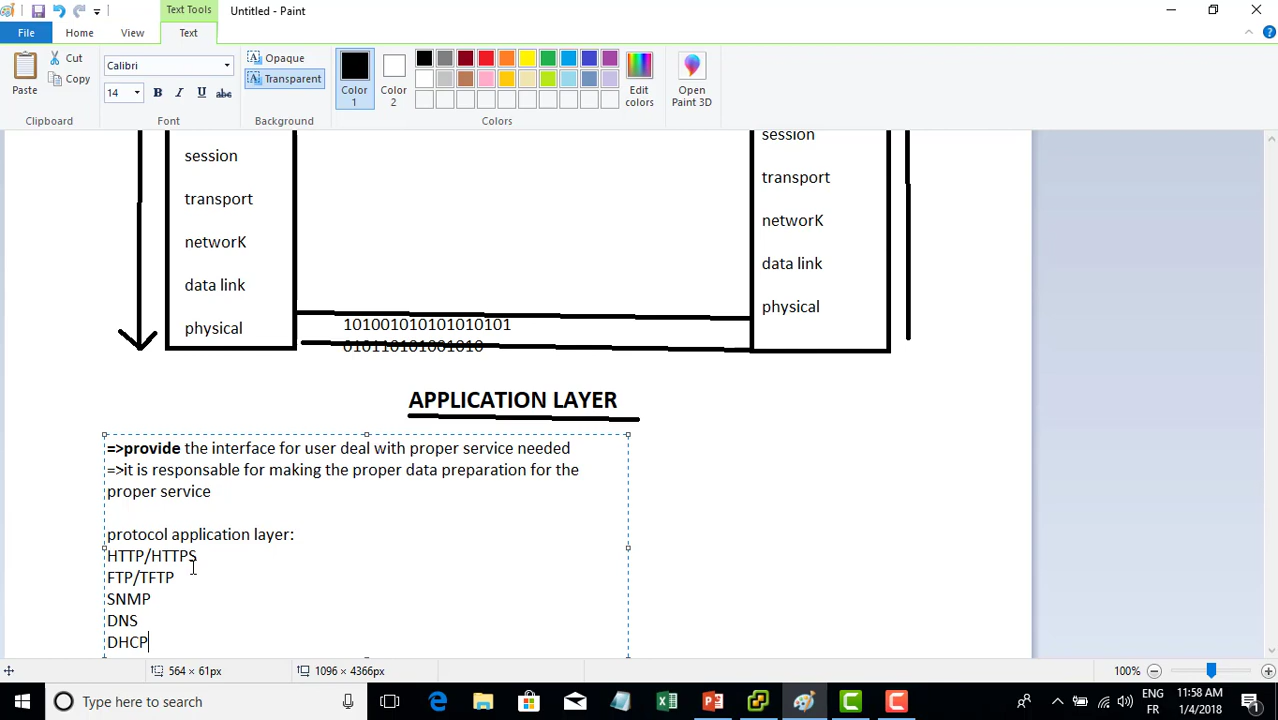 Text Tools
Untitled - Paint
File
Home
View
Text
Paste
Cut
Copy
Clipboard
Calibri
14
B I U abc
Font
Opaque
Transparent
Background
Color 1
Color 2
Edit colors
Colors
Open Paint 3D
session
session
transport
transport
networK
networK
data link
data link
physical
physical
101001010101010101
010110101001010
APPLICATION LAYER
=>provide the interface for user deal with proper service needed
=>it is responsable for making the proper data preparation for the
proper service
protocol application layer:
HTTP/HTTPS
FTP/TFTP
SNMP
DNS
DHCP
564 × 61px
1096 × 4366px
100%
Type here to search
ENG
FR
11:58 AM
1/4/2018
1